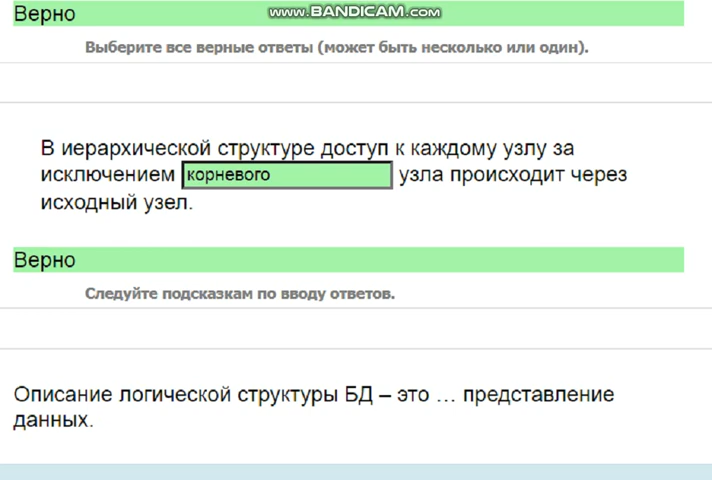 Верно
www.BANDICAM.com
Выберите все верные ответы (может быть несколько или один).
В иерархической структуре доступ к каждому узлу за
исключением корневого узла происходит через
исходный узел.
Верно
Следуйте подсказкам по вводу ответов.
Описание логической структуры БД – это … представление
данных.